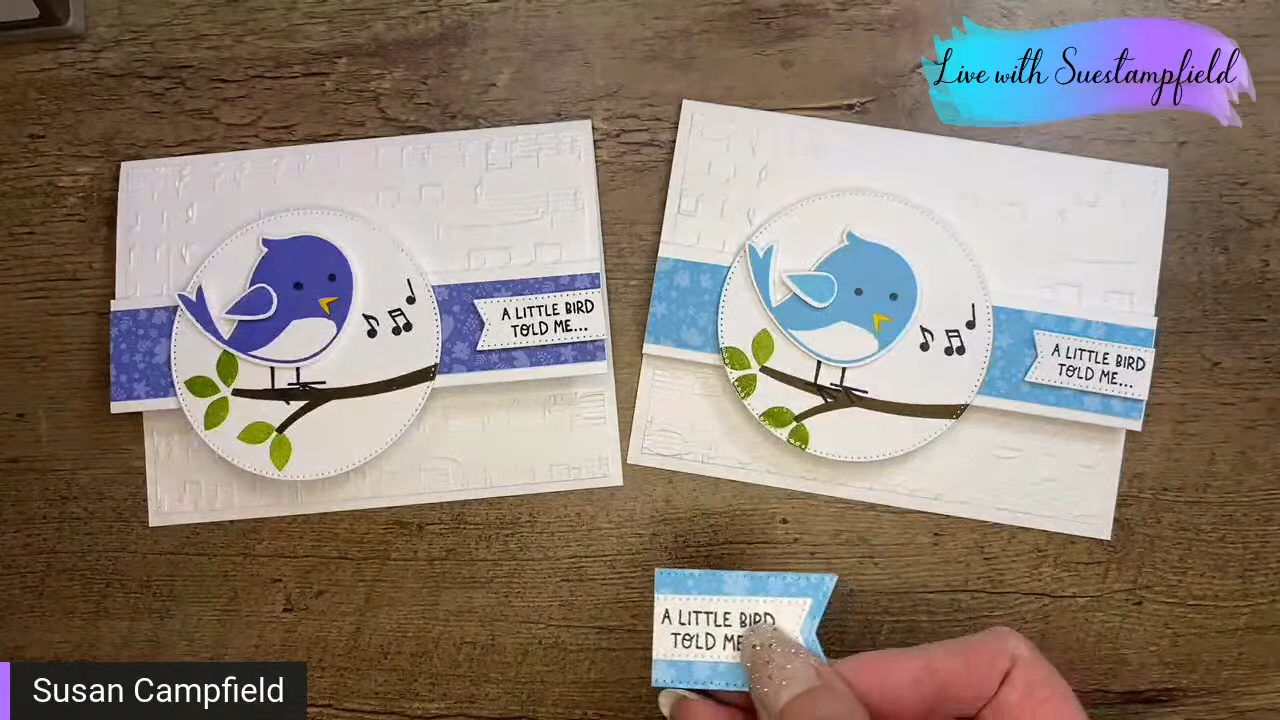 Live with Suestampfield
A LITTLE BIRD
TOLD ME...
A LITTLE BIRD
TOLD ME...
A LITTLE BIRD
TOLD ME
Susan Campfield